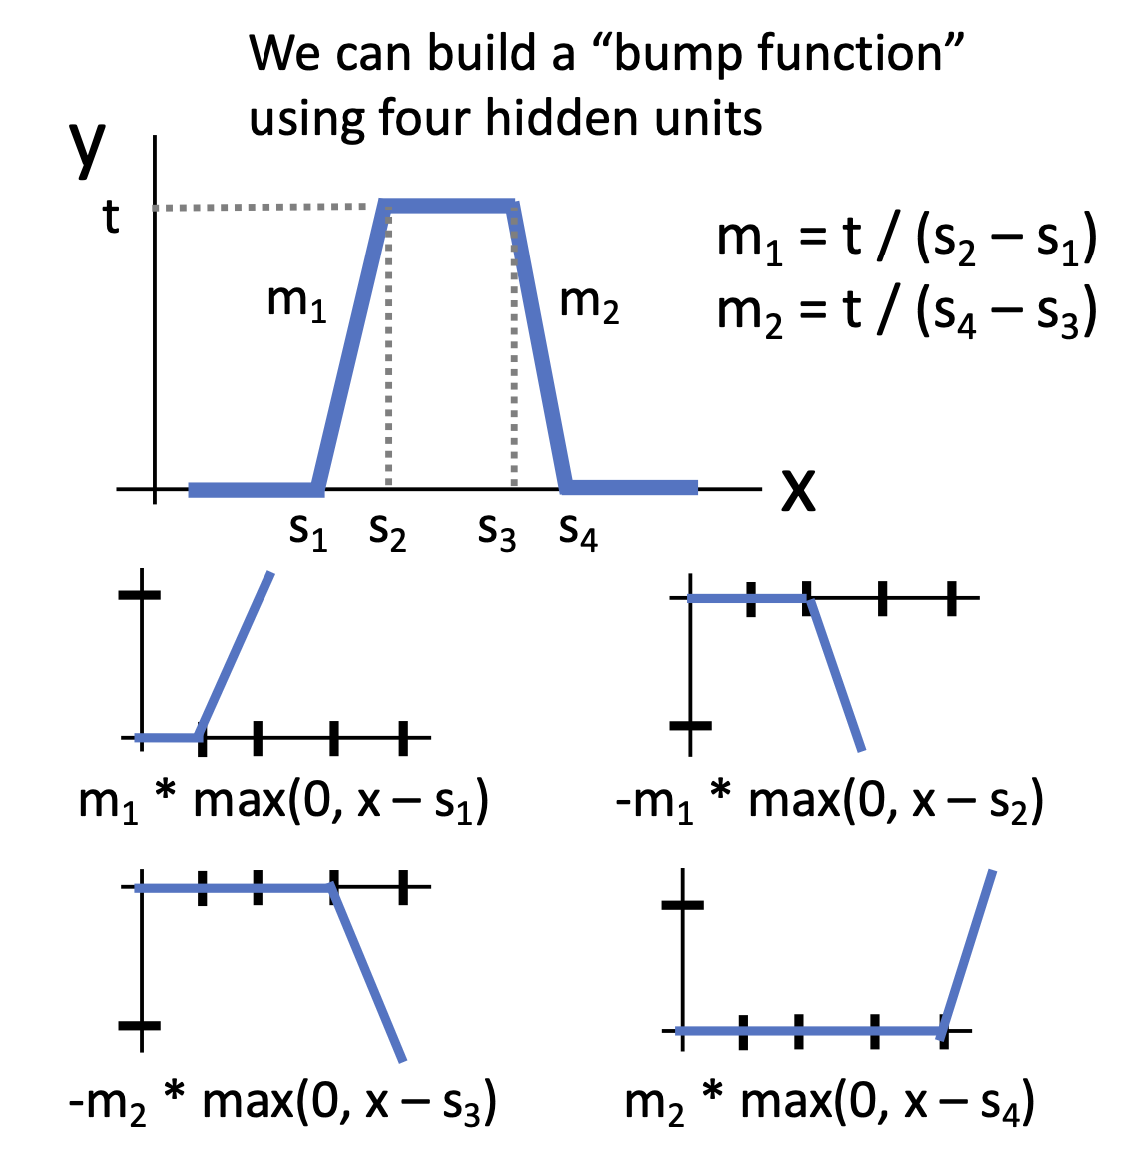 We can build a “bump function”
using four hidden units
y
t
m₁
m₂
m₁ = t / (s₂ – s₁)
m₂ = t / (s₄ – s₃)
x
s₁ s₂ s₃ s₄
m₁ * max(0, x – s₁)
-m₁ * max(0, x – s₂)
-m₂ * max(0, x – s₃)
m₂ * max(0, x – s₄)